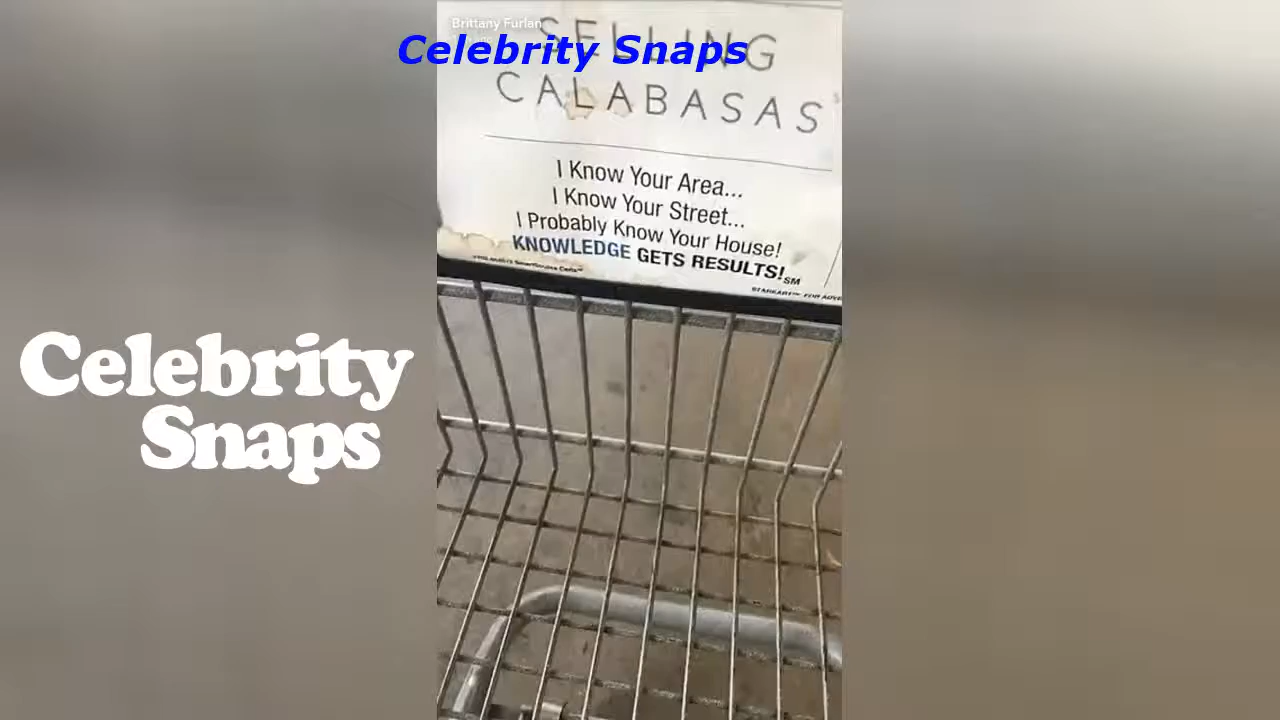 Brittany Furlan
Celebrity Snaps
SELLING
CALABASAS
I Know Your Area...
I Know Your Street...
I Probably Know Your House!
KNOWLEDGE GETS RESULTS!SM
Celebrity
Snaps